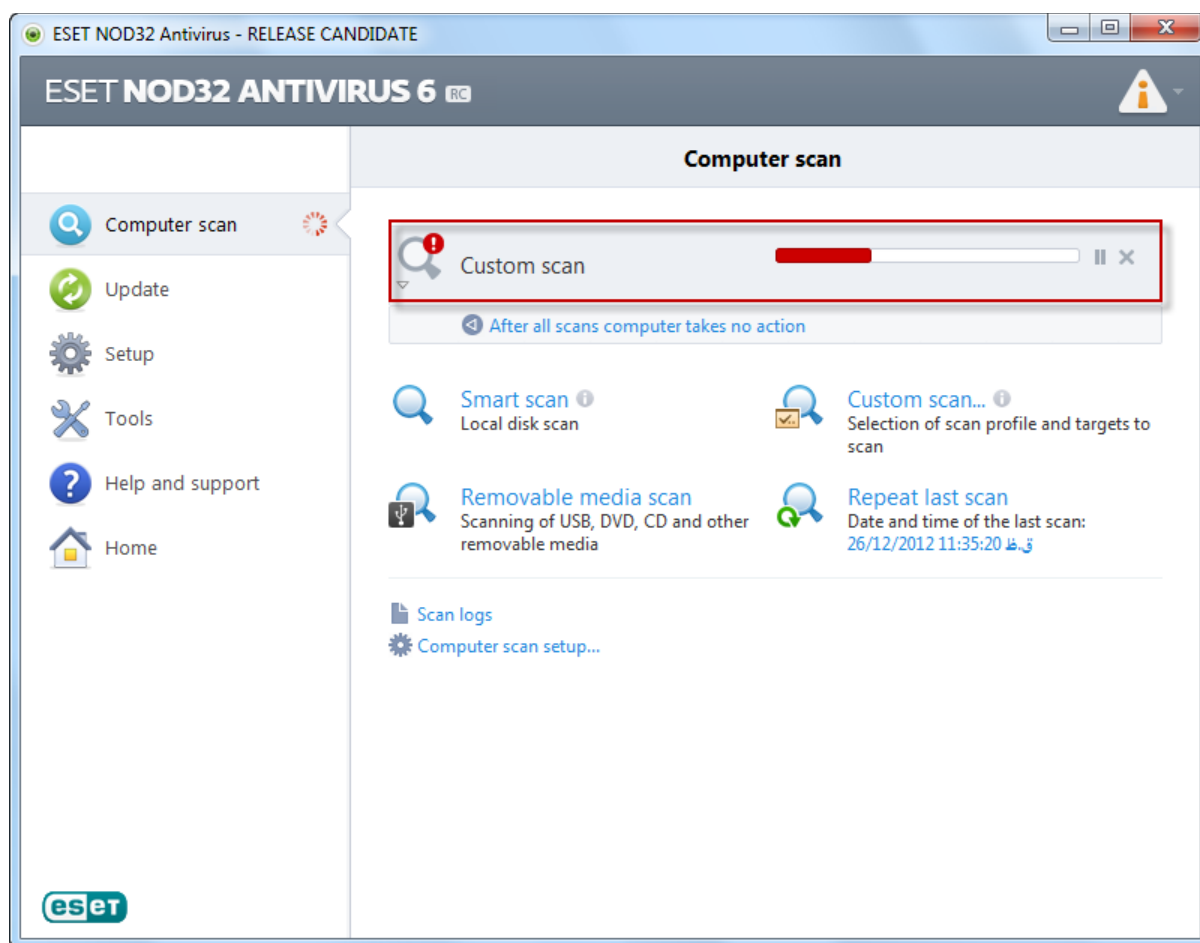 ESET NOD32 Antivirus - RELEASE CANDIDATE
ESET NOD32 ANTIVIRUS 6 RC
Computer scan
Computer scan
Update
Setup
Tools
Help and support
Home
Custom scan
After all scans computer takes no action
Smart scan
Local disk scan
Custom scan...
Selection of scan profile and targets to
scan
Removable media scan
Scanning of USB, DVD, CD and other
removable media
Repeat last scan
Date and time of the last scan:
26/12/2012 11:35:20 ق.ظ
Scan logs
Computer scan setup...
eset